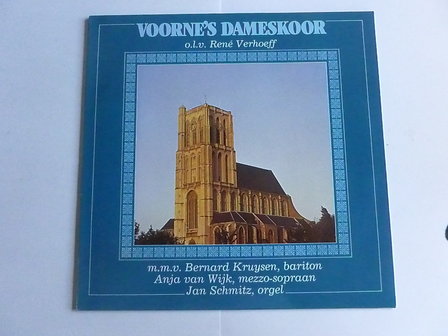 VOORNE'S DAMESKOOR
o.l.v. René Verhoeff
m.m.v. Bernard Kruysen, bariton
Anja van Wijk, mezzo-sopraan
Jan Schmitz, orgel